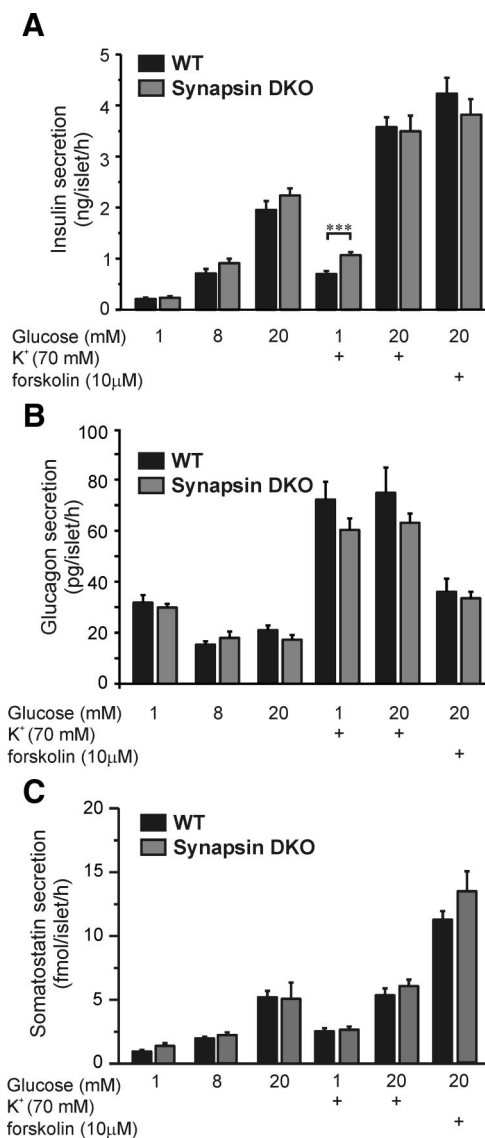 A
WT
Synapsin DKO
Insulin secretion
(ng/islet/h)
5
4
3
2
1
0
***
Glucose (mM) 1 8 20 1 20 20
K⁺ (70 mM) + +
forskolin (10μM) +
B
WT
Synapsin DKO
Glucagon secretion
(pg/islet/h)
100
80
60
40
20
0
Glucose (mM) 1 8 20 1 20 20
K⁺ (70 mM) + +
forskolin (10μM) +
C
WT
Synapsin DKO
Somatostatin secretion
(fmol/islet/h)
20
15
10
5
0
Glucose (mM) 1 8 20 1 20 20
K⁺ (70 mM) + +
forskolin (10μM) +